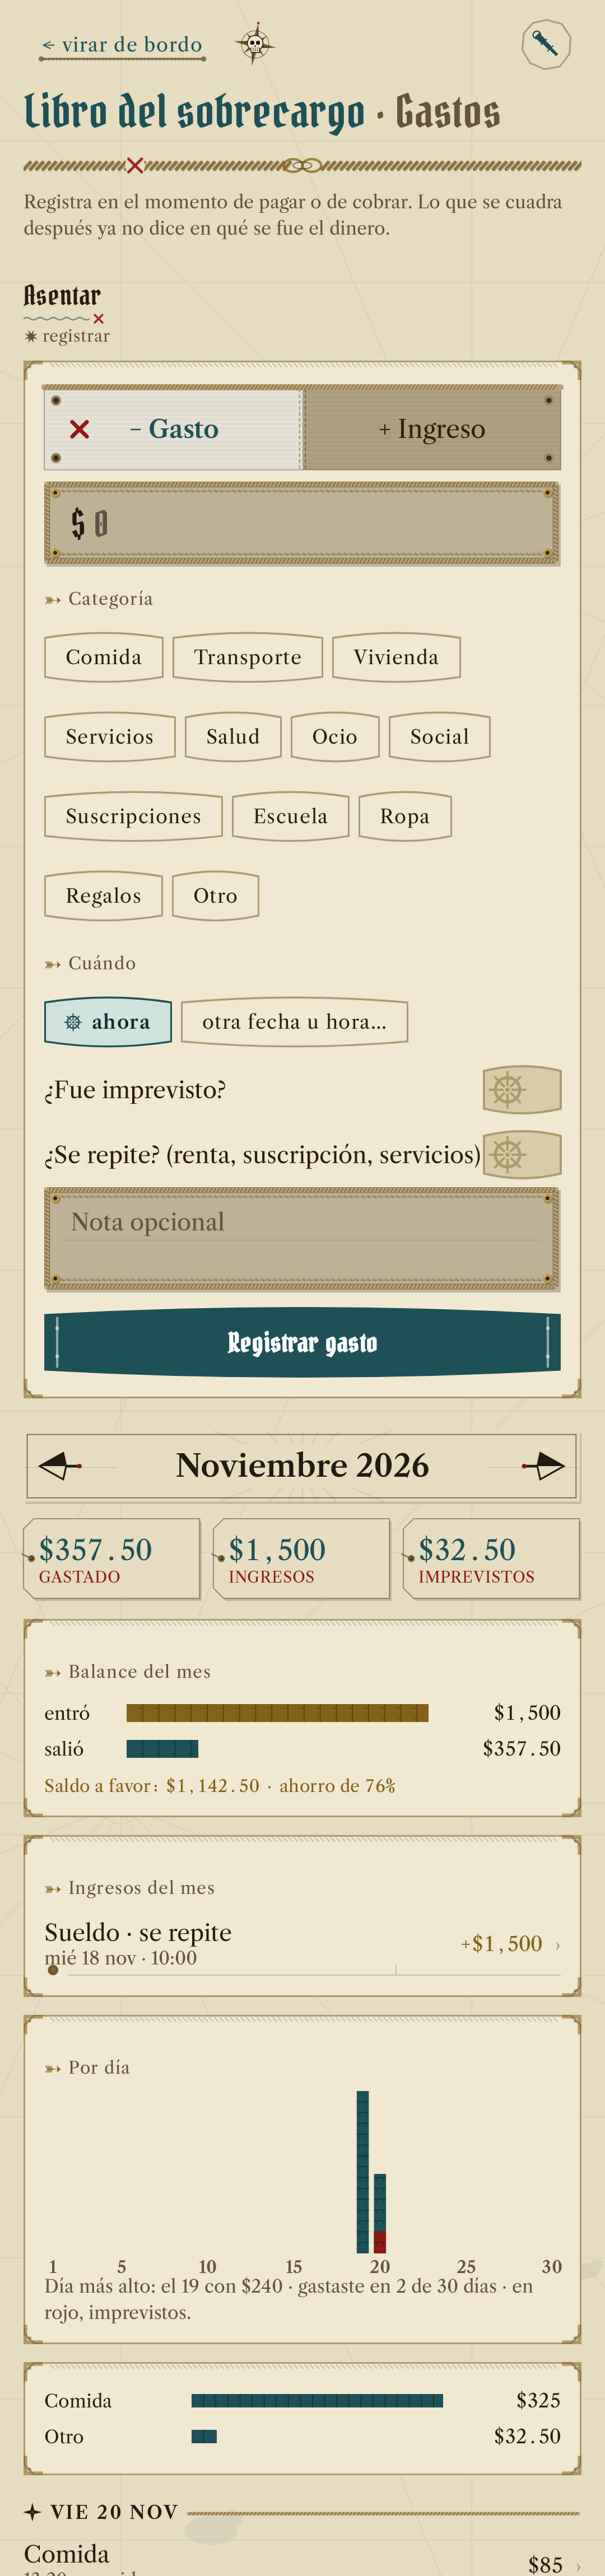 ← virar de bordo
Libro del sobrecargo · Gastos
Registra en el momento de pagar o de cobrar. Lo que se cuadra
después ya no dice en qué se fue el dinero.
Asentar
registrar
− Gasto
+ Ingreso
$ 0
Categoría
Comida Transporte Vivienda
Servicios Salud Ocio Social
Suscripciones Escuela Ropa
Regalos Otro
Cuándo
ahora otra fecha u hora...
¿Fue imprevisto?
¿Se repite? (renta, suscripción, servicios)
Nota opcional
Registrar gasto
Noviembre 2026
$357.50 $1,500 $32.50
GASTADO INGRESOS IMPREVISTOS
Balance del mes
entró $1,500
salió $357.50
Saldo a favor: $1,142.50 · ahorro de 76%
Ingresos del mes
Sueldo · se repite
+$1,500 ›
mié 18 nov · 10:00
Por día
1 5 10 15 20 25 30
Día más alto: el 19 con $240 · gastaste en 2 de 30 días · en
rojo, imprevistos.
Comida $325
Otro $32.50
VIE 20 NOV
Comida
$85 ›